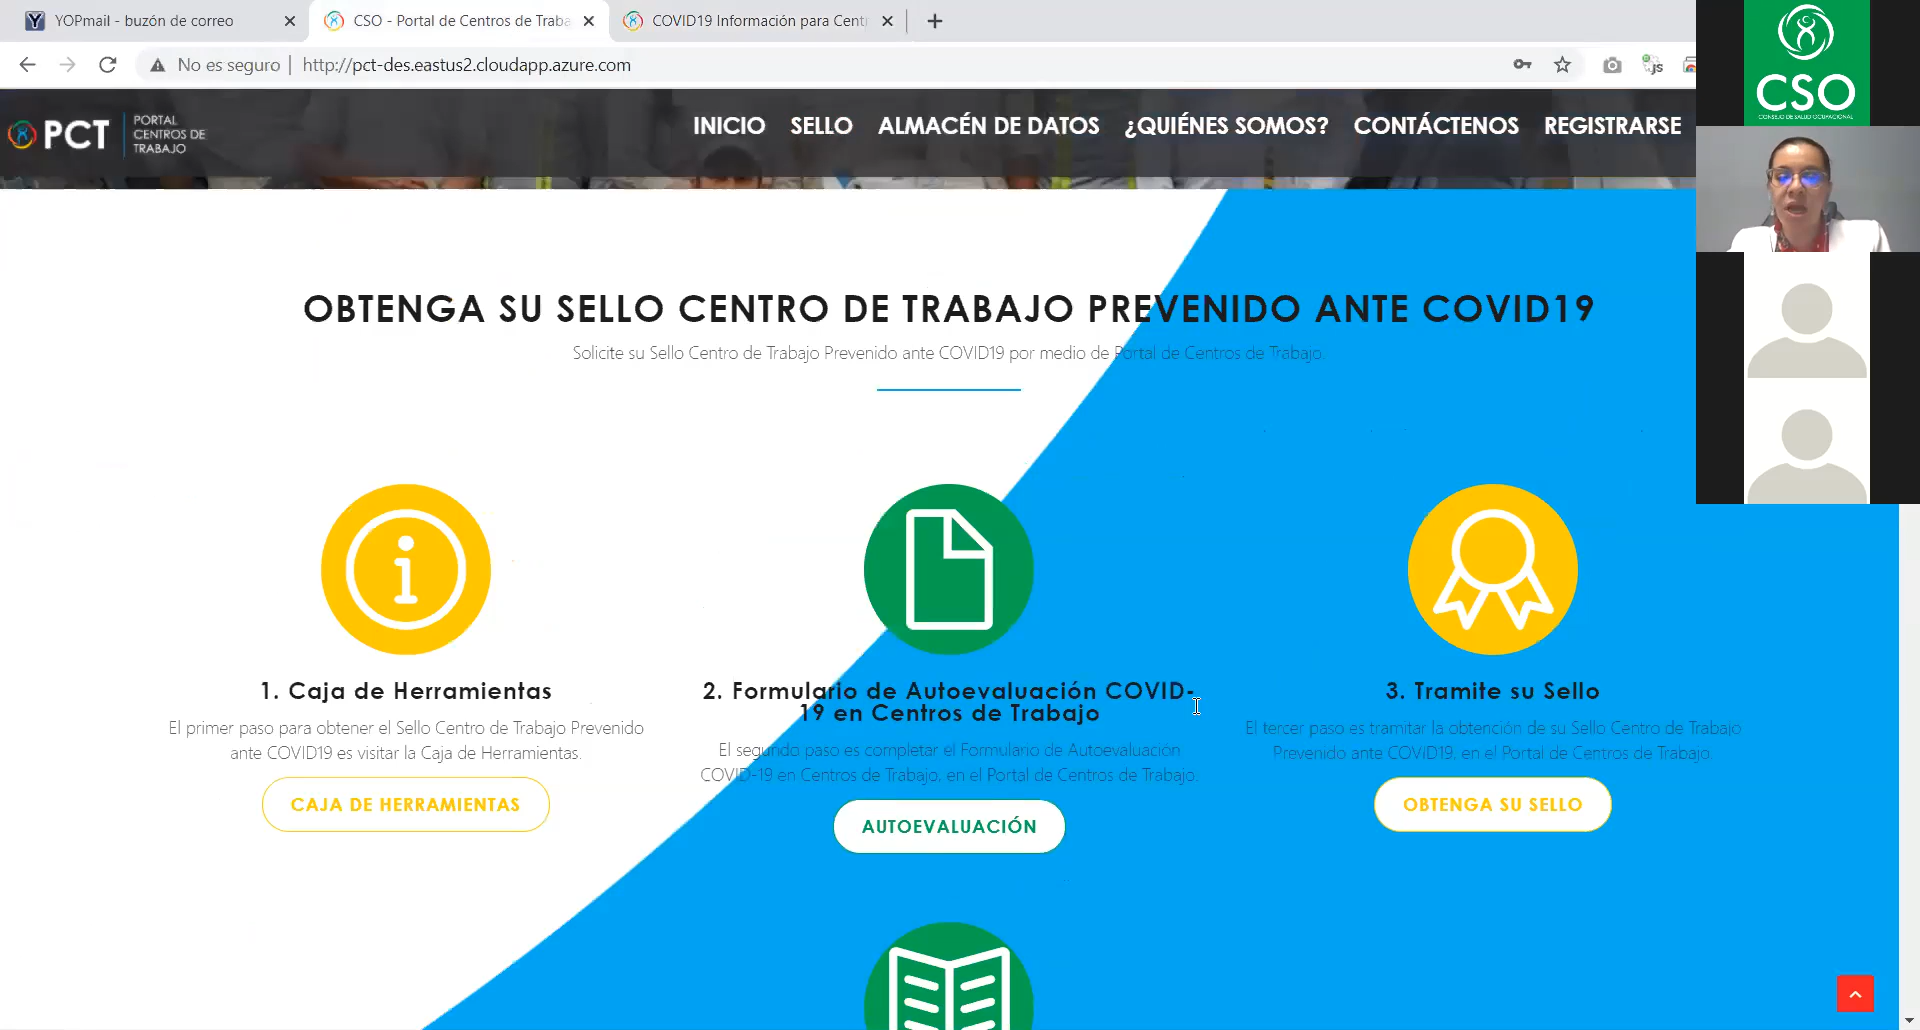 YOPmail - buzón de correo
CSO - Portal de Centros de Traba
COVID19 Información para Cent
No es seguro
http://pct-des.eastus2.cloudapp.azure.com
PCT
PORTAL
CENTROS DE
TRABAJO
INICIO
SELLO
ALMACÉN DE DATOS
¿QUIÉNES SOMOS?
CONTÁCTENOS
REGISTRARSE
CSO
CONSEJO DE SALUD OCUPACIONAL
OBTENGA SU SELLO CENTRO DE TRABAJO PREVENIDO ANTE COVID19
Solicite su Sello Centro de Trabajo Prevenido ante COVID19 por medio de Portal de Centros de Trabajo.
1. Caja de Herramientas
El primer paso para obtener el Sello Centro de Trabajo Prevenido
ante COVID19 es visitar la Caja de Herramientas.
CAJA DE HERRAMIENTAS
2. Formulario de Autoevaluación COVID-
19 en Centros de Trabajo
El segundo paso es completar el Formulario de Autoevaluación
COVID-19 en Centros de Trabajo, en el Portal de Centros de Trabajo.
AUTOEVALUACIÓN
3. Tramite su Sello
El tercer paso es tramitar la obtención de su Sello Centro de Trabajo
Prevenido ante COVID19, en el Portal de Centros de Trabajo.
OBTENGA SU SELLO